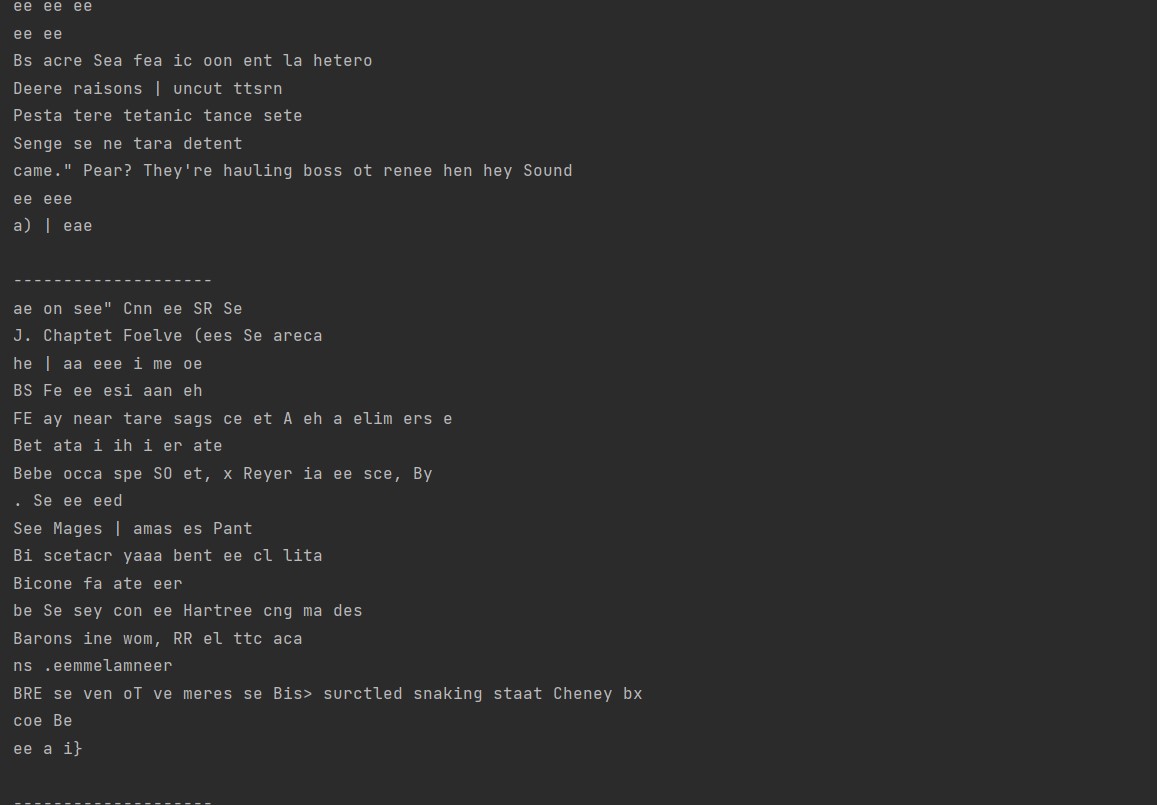 ee ee ee
ee ee
Bs acre Sea fea ic oon ent la hetero
Deere raisons | uncut ttsrn
Pesta tere tetanic tance sete
Senge se ne tara detent
came." Pear? They're hauling boss ot renee hen hey Sound
ee eee
a) | eae
--------------------
ae on see" Cnn ee SR Se
J. Chaptet Foelve (ees Se areca
he | aa eee i me oe
BS Fe ee esi aan eh
FE ay near tare sags ce et A eh a elim ers e
Bet ata i ih i er ate
Bebe occa spe SO et, x Reyer ia ee sce, By
. Se ee eed
See Mages | amas es Pant
Bi scetacr yaaa bent ee cl lita
Bicone fa ate eer
be Se sey con ee Hartree cng ma des
Barons ine wom, RR el ttc aca
ns .eemmelamneer
BRE se ven oT ve meres se Bis> surctled snaking staat Cheney bx
coe Be
ee a i}
--------------------